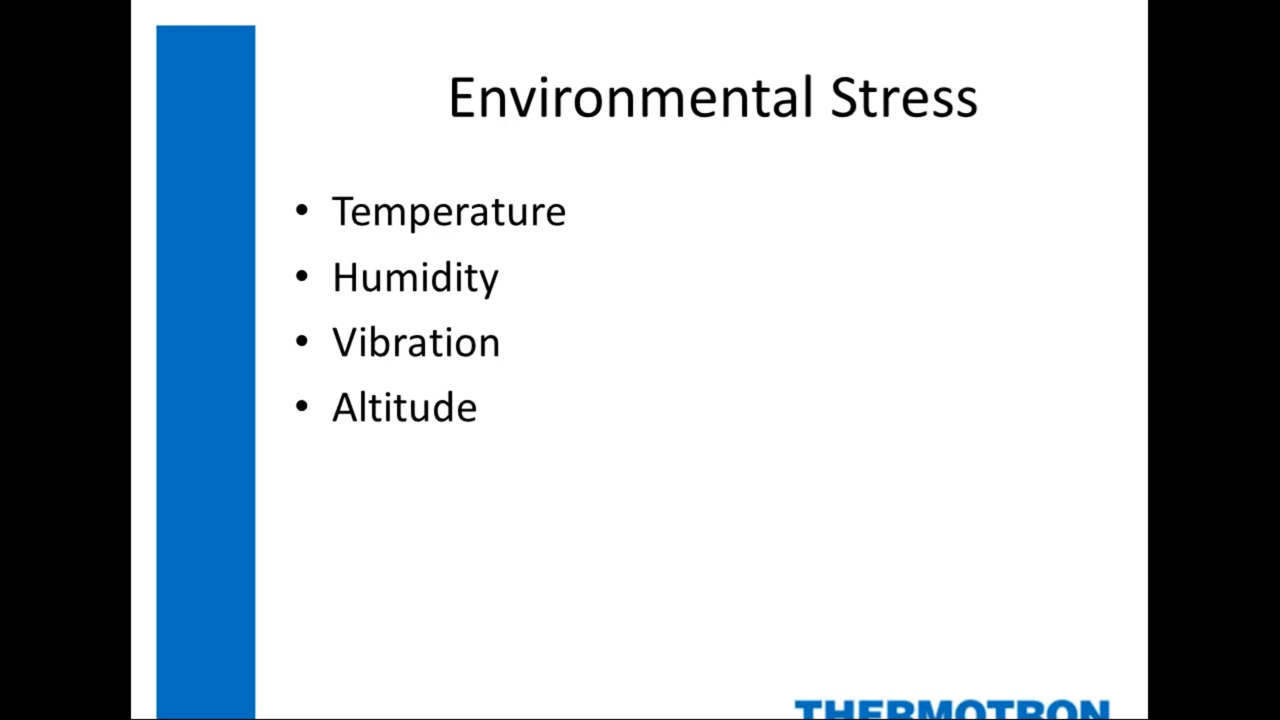 Environmental Stress
• Temperature
• Humidity
• Vibration
• Altitude
THERMOTRON